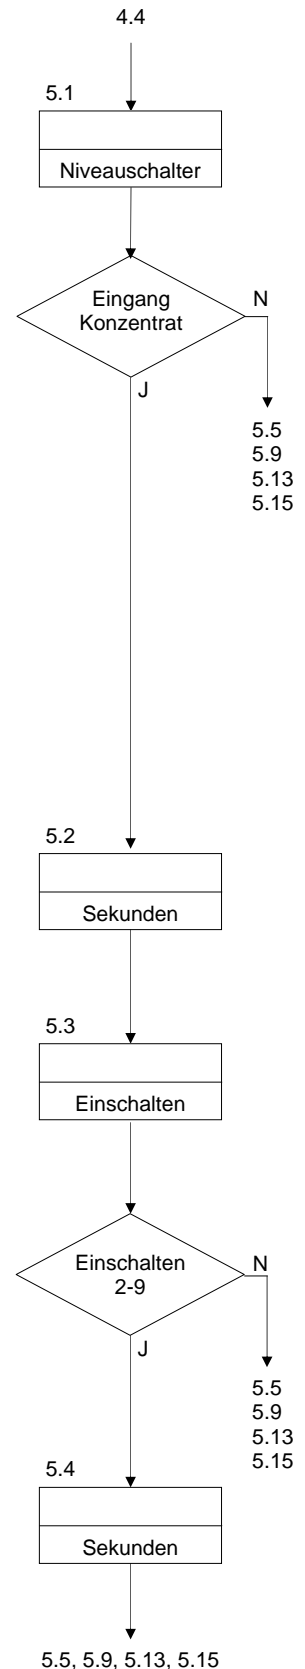 4.4
5.1
Niveauschalter
Eingang
Konzentrat
N
J
5.5
5.9
5.13
5.15
5.2
Sekunden
5.3
Einschalten
Einschalten
2-9
N
J
5.5
5.9
5.13
5.15
5.4
Sekunden
5.5, 5.9, 5.13, 5.15